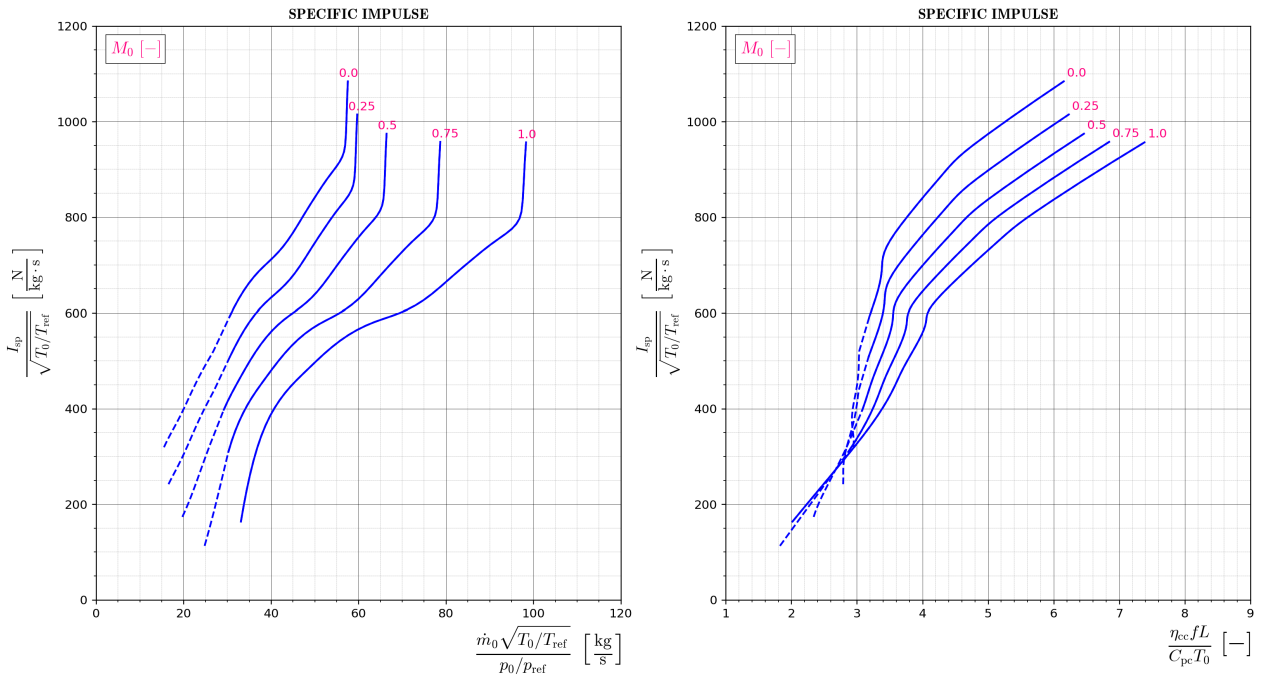 SPECIFIC IMPULSE
M₀ [−]
1200
1000
800
600
400
200
0
0 20 40 60 80 100 120
0.0
0.25
0.5
0.75
1.0
I_sp / √(T₀/T_ref) [N / kg·s]
ṁ₀√(T₀/T_ref) / (p₀/p_ref) [kg / s]
SPECIFIC IMPULSE
M₀ [−]
1200
1000
800
600
400
200
0
1 2 3 4 5 6 7 8 9
0.0
0.25
0.5
0.75
1.0
I_sp / √(T₀/T_ref) [N / kg·s]
η_cc f L / (C_pc T₀) [−]